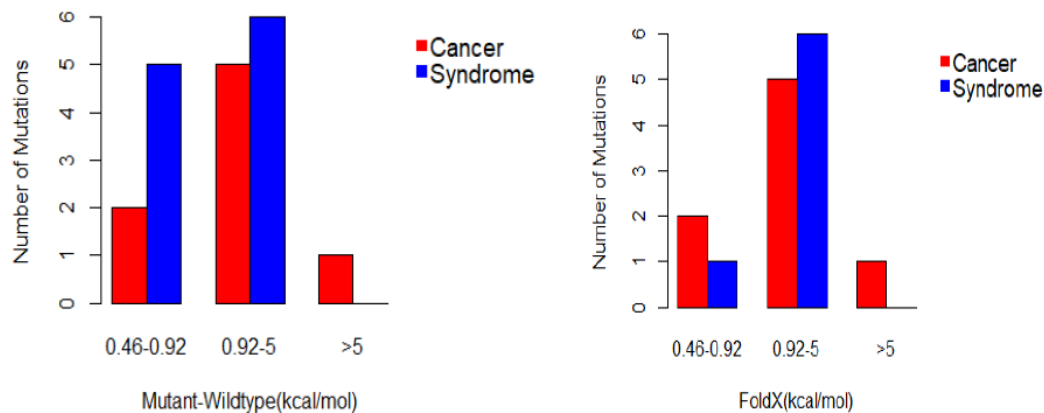 Number of Mutations
6
5
4
3
2
1
0
Cancer
Syndrome
0.46-0.92
0.92-5
>5
Mutant-Wildtype(kcal/mol)
Number of Mutations
6
5
4
3
2
1
0
Cancer
Syndrome
0.46-0.92
0.92-5
>5
FoldX(kcal/mol)